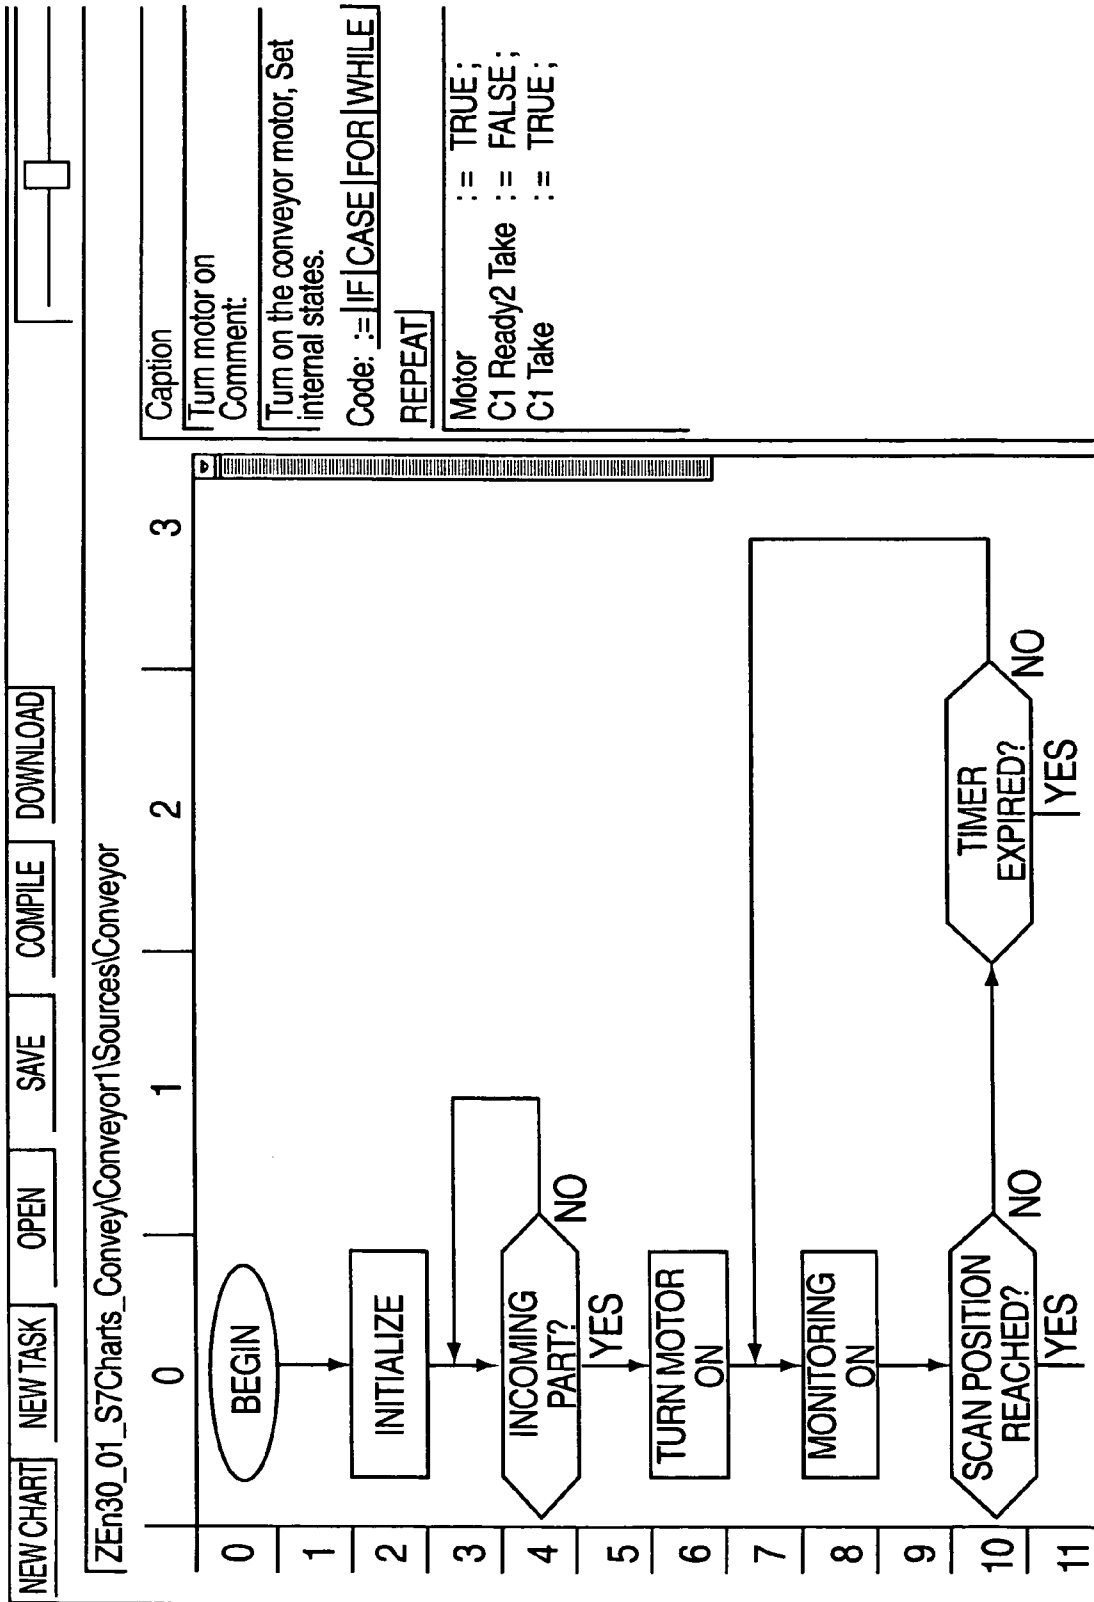 NEW CHART NEW TASK OPEN SAVE COMPILE DOWNLOAD
ZEn30_01_S7Charts_Convey\Conveyor1\Sources\Conveyor
0 1 2 3
0
1
2
3
4
5
6
7
8
9
10
11
BEGIN
INITIALIZE
INCOMING
PART?
NO
YES
TURN MOTOR
ON
MONITORING
ON
SCAN POSITION
REACHED?
NO
YES
TIMER
EXPIRED?
NO
YES
Caption
Turn motor on
Comment:
Turn on the conveyor motor, Set
internal states.
Code: := IF CASE FOR WHILE
REPEAT
Motor := TRUE;
C1 Ready2 Take := FALSE;
C1 Take := TRUE;